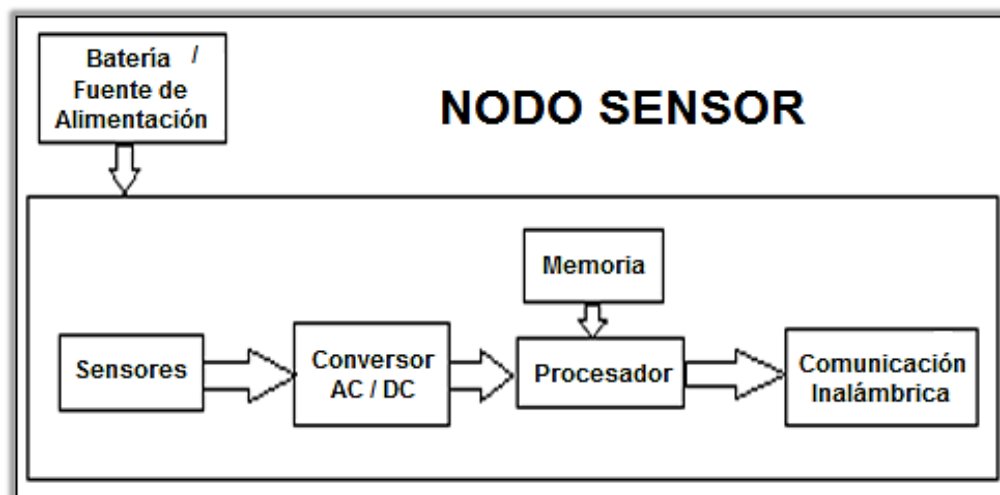 Batería /
Fuente de
Alimentación
NODO SENSOR
Memoria
Sensores
Conversor
AC / DC
Procesador
Comunicación
Inalámbrica